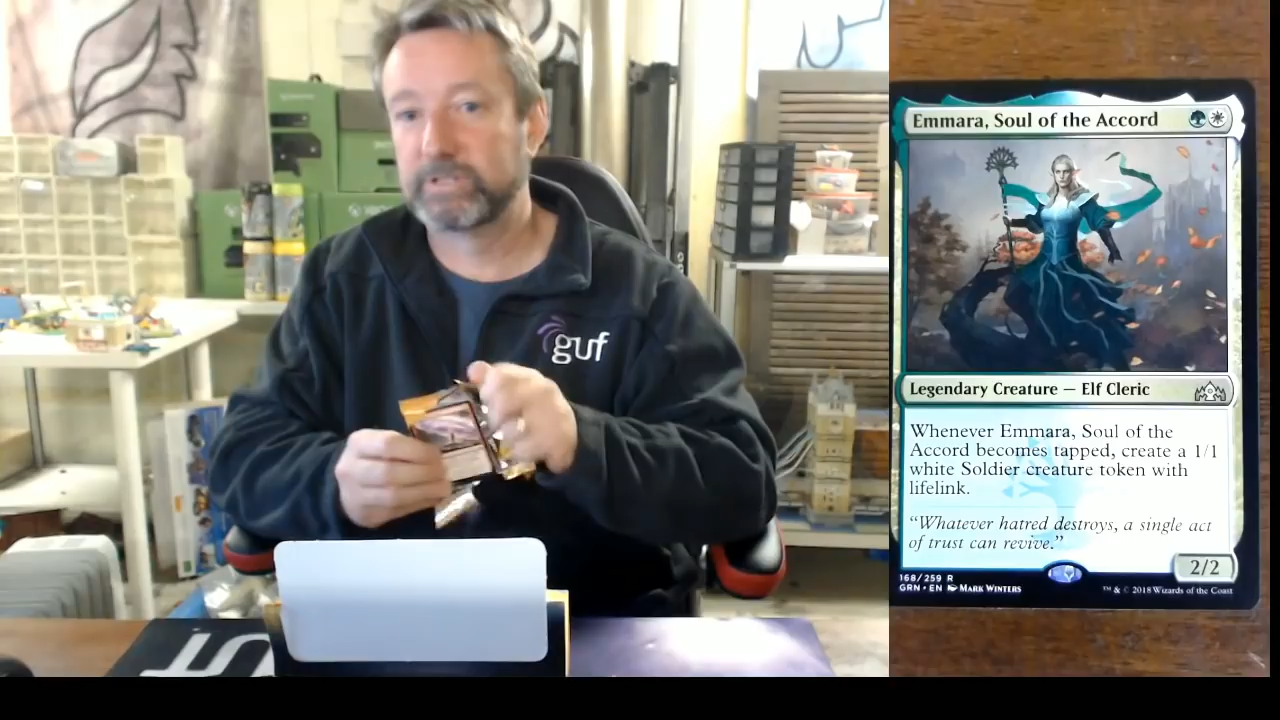 guf
Emmara, Soul of the Accord
Legendary Creature — Elf Cleric
Whenever Emmara, Soul of the
Accord becomes tapped, create a 1/1
white Soldier creature token with
lifelink.
“Whatever hatred destroys, a single act
of trust can revive.”
2/2
168/259 R
GRN • EN MARK WINTERS
™ & © 2018 Wizards of the Coast